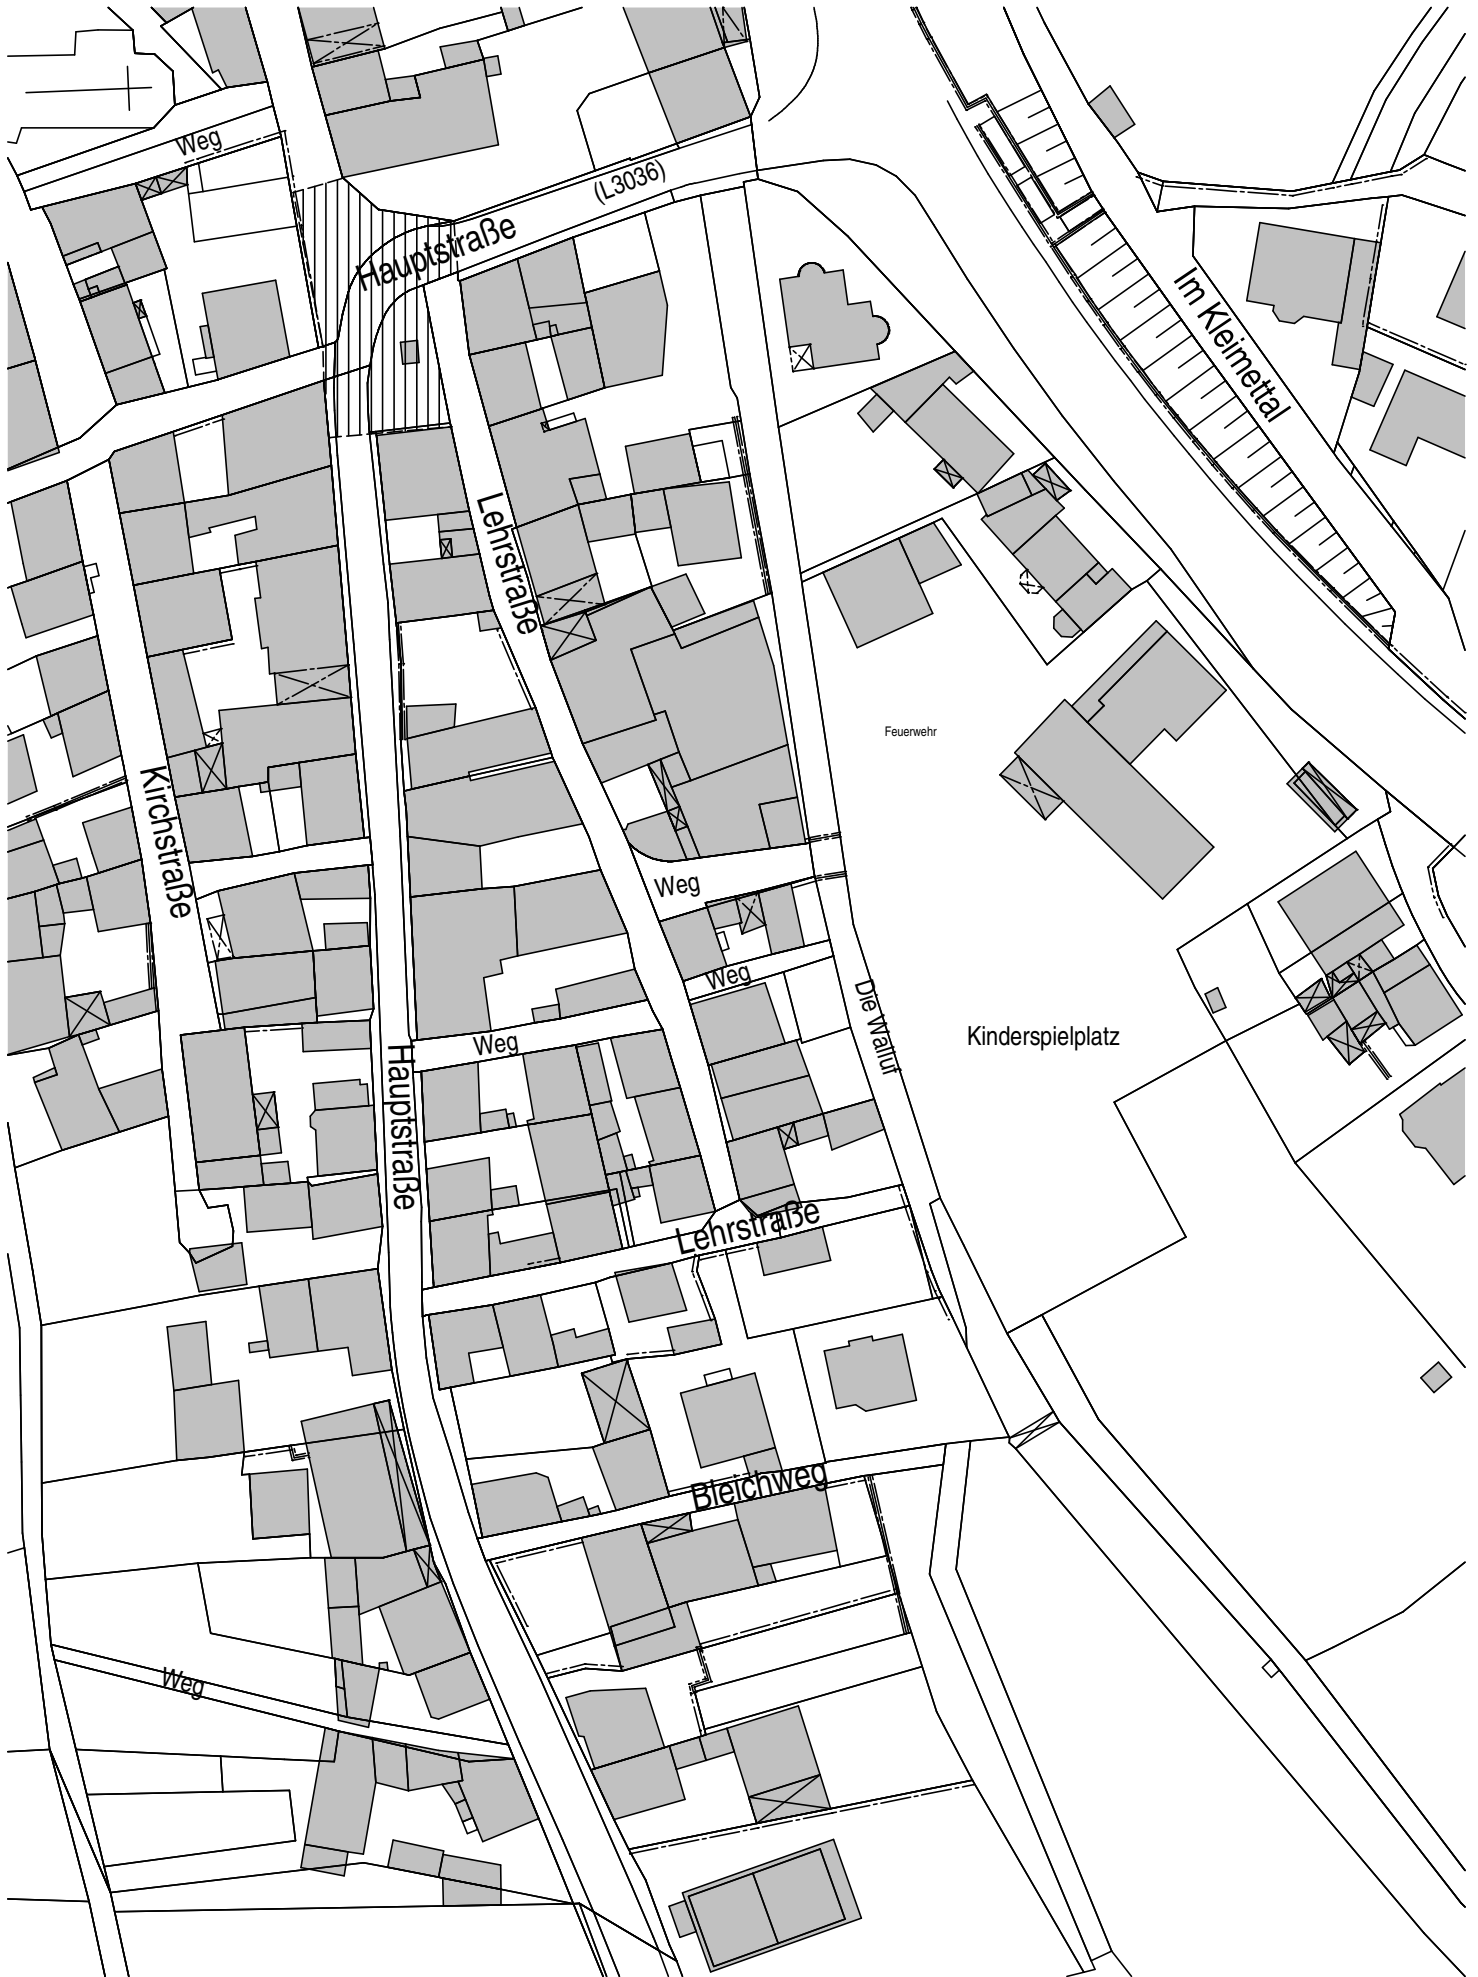 Weg
(L3036)
Hauptstraße
Im Kleimettal
Lehrstraße
Feuerwehr
Kirchstraße
Weg
Weg
Die Walluf
Kinderspielplatz
Weg
Hauptstraße
Lehrstraße
Bleichweg
Weg